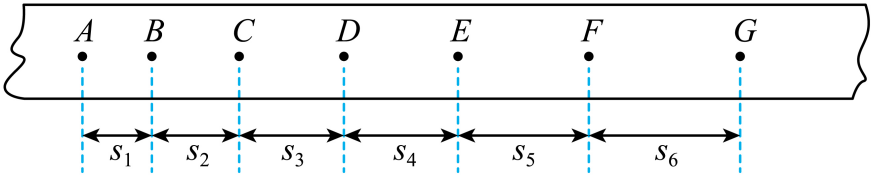 A B C D E F G
s₁ s₂ s₃ s₄ s₅ s₆